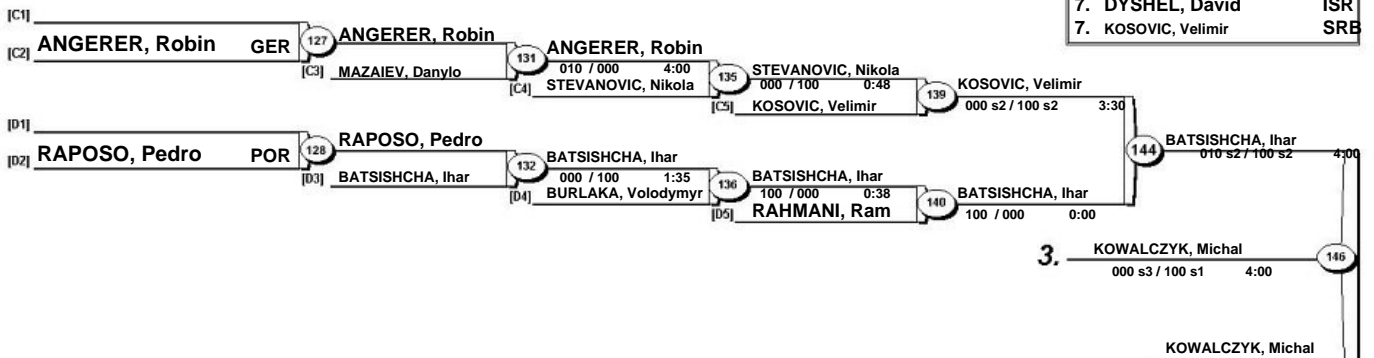 7. DYSHEL, David ISR
7. KOSOVIC, Velimir SRB
[C1]
[C2] ANGERER, Robin GER
127
ANGERER, Robin
[C3] MAZAIEV, Danylo
131
ANGERER, Robin
010 / 000 4:00
[C4] STEVANOVIC, Nikola
135
STEVANOVIC, Nikola
000 / 100 0:48
[C5] KOSOVIC, Velimir
139
KOSOVIC, Velimir
000 s2 / 100 s2 3:30
[D1]
[D2] RAPOSO, Pedro POR
128
RAPOSO, Pedro
[D3] BATSISHCHA, Ihar
132
BATSISHCHA, Ihar
000 / 100 1:35
[D4] BURLAKA, Volodymyr
136
BATSISHCHA, Ihar
100 / 000 0:38
[D5] RAHMANI, Ram
140
BATSISHCHA, Ihar
100 / 000 0:00
144
BATSISHCHA, Ihar
010 s2 / 100 s2 4:00
3. KOWALCZYK, Michal
000 s3 / 100 s1 4:00
146
KOWALCZYK, Michal